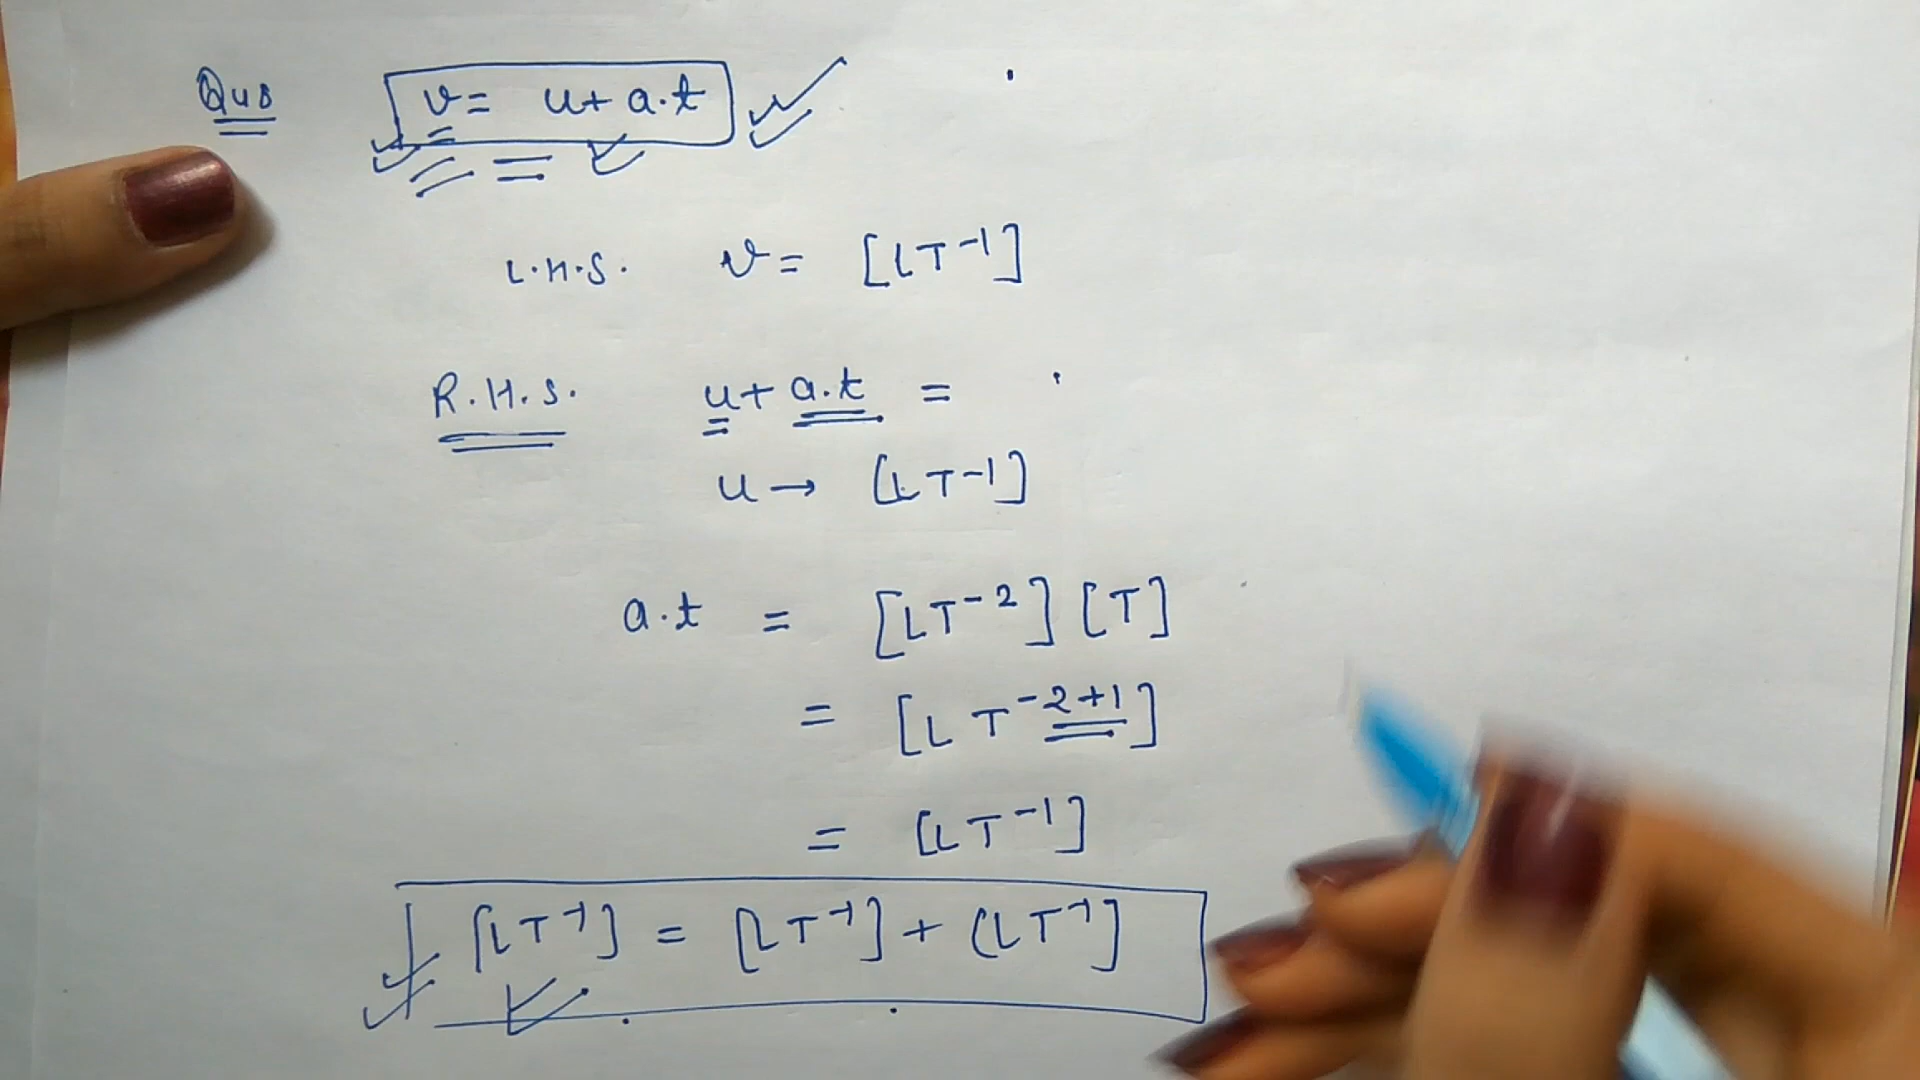 Que v = u + a.t
L.H.S. v = [LT⁻¹]
R.H.S. u + a.t =
u → [LT⁻¹]
a.t = [LT⁻²] [T]
= [LT⁻²⁺¹]
= [LT⁻¹]
[LT⁻¹] = [LT⁻¹] + [LT⁻¹]